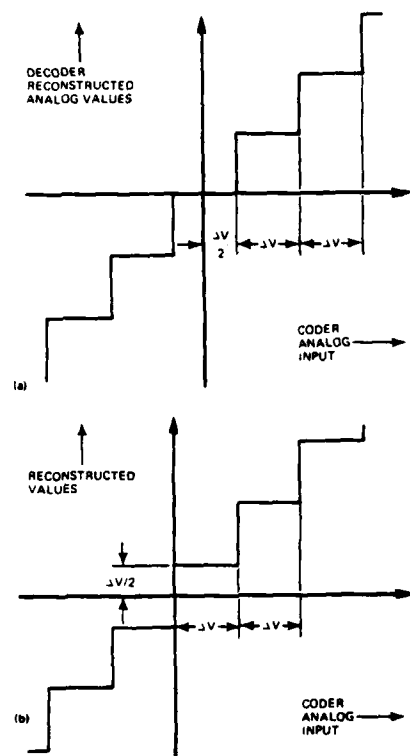 DECODER
RECONSTRUCTED
ANALOG VALUES
ΔV
2
ΔV
ΔV
CODER
ANALOG
INPUT
(a)
RECONSTRUCTED
VALUES
ΔV/2
ΔV
ΔV
(b)
CODER
ANALOG
INPUT